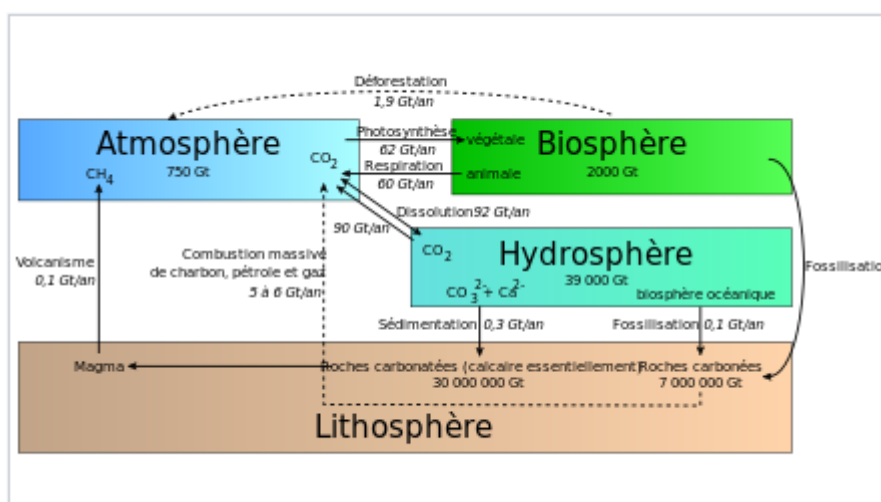 Déforestation
1,9 Gt/an
Atmosphère
750 Gt
CO2
CH4
Photosynthèse
62 Gt/an
Respiration
60 Gt/an
végétale
animale
Biosphère
2000 Gt
Dissolution 92 Gt/an
90 Gt/an
Volcanisme
0,1 Gt/an
Combustion massive
de charbon, pétrole et gaz
5 à 6 Gt/an
CO2
Hydrosphère
39 000 Gt
CO3 2- + Ca 2-
biosphère océanique
Fossilisatio
Sédimentation 0,3 Gt/an
Fossilisation 0,1 Gt/an
Magma
Roches carbonatées (calcaire essentiellement)
30 000 000 Gt
Roches carbonées
7 000 000 Gt
Lithosphère